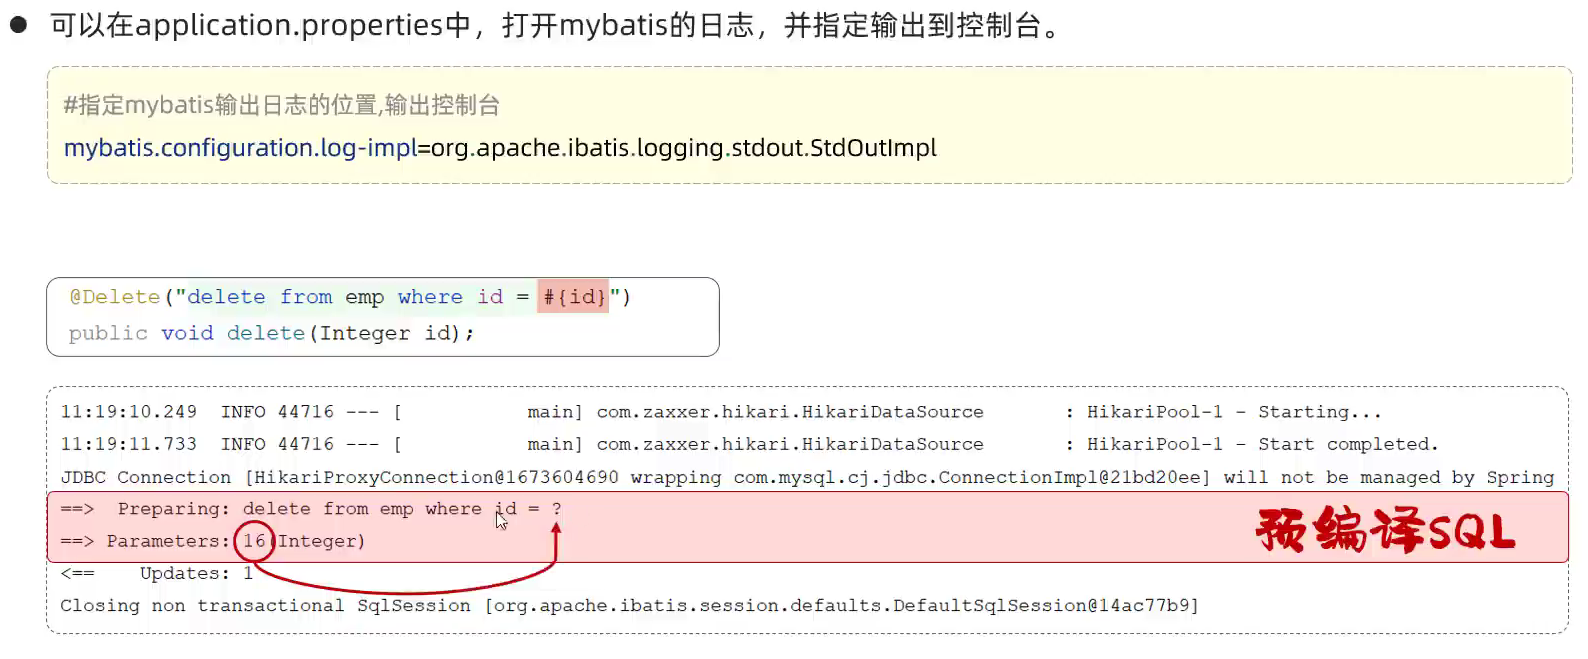 ● 可以在application.properties中，打开mybatis的日志，并指定输出到控制台。
#指定mybatis输出日志的位置,输出控制台
mybatis.configuration.log-impl=org.apache.ibatis.logging.stdout.StdOutImpl
@Delete("delete from emp where id = #{id}")
public void delete(Integer id);
11:19:10.249  INFO 44716 --- [           main] com.zaxxer.hikari.HikariDataSource       : HikariPool-1 - Starting...
11:19:11.733  INFO 44716 --- [           main] com.zaxxer.hikari.HikariDataSource       : HikariPool-1 - Start completed.
JDBC Connection [HikariProxyConnection@1673604690 wrapping com.mysql.cj.jdbc.ConnectionImpl@21bd20ee] will not be managed by Spring
==>  Preparing: delete from emp where id = ?
==> Parameters: 16(Integer)
预编译SQL
<==    Updates: 1
Closing non transactional SqlSession [org.apache.ibatis.session.defaults.DefaultSqlSession@14ac77b9]